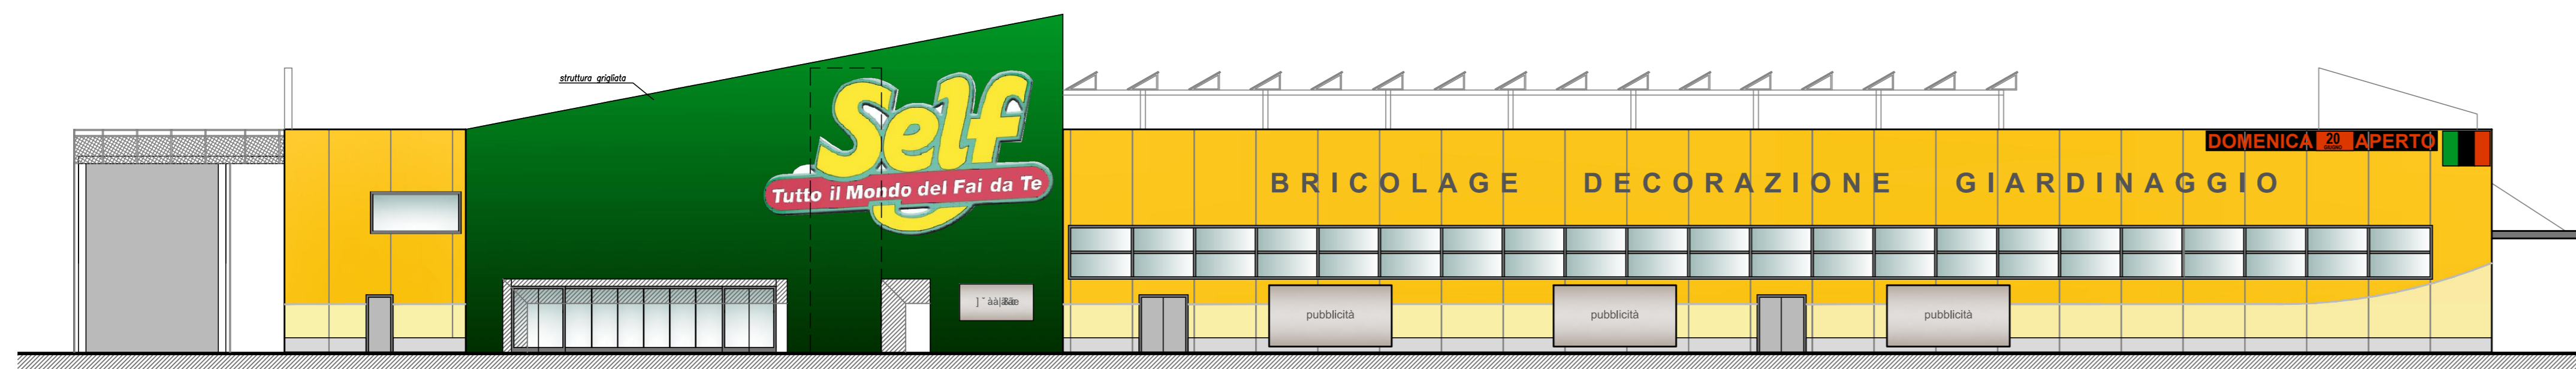 struttura grigliata
Self
Tutto il Mondo del Fai da Te
DOMENICA 20 APERTO
BRICOLAGE DECORAZIONE GIARDINAGGIO
pubblicità
pubblicità
pubblicità